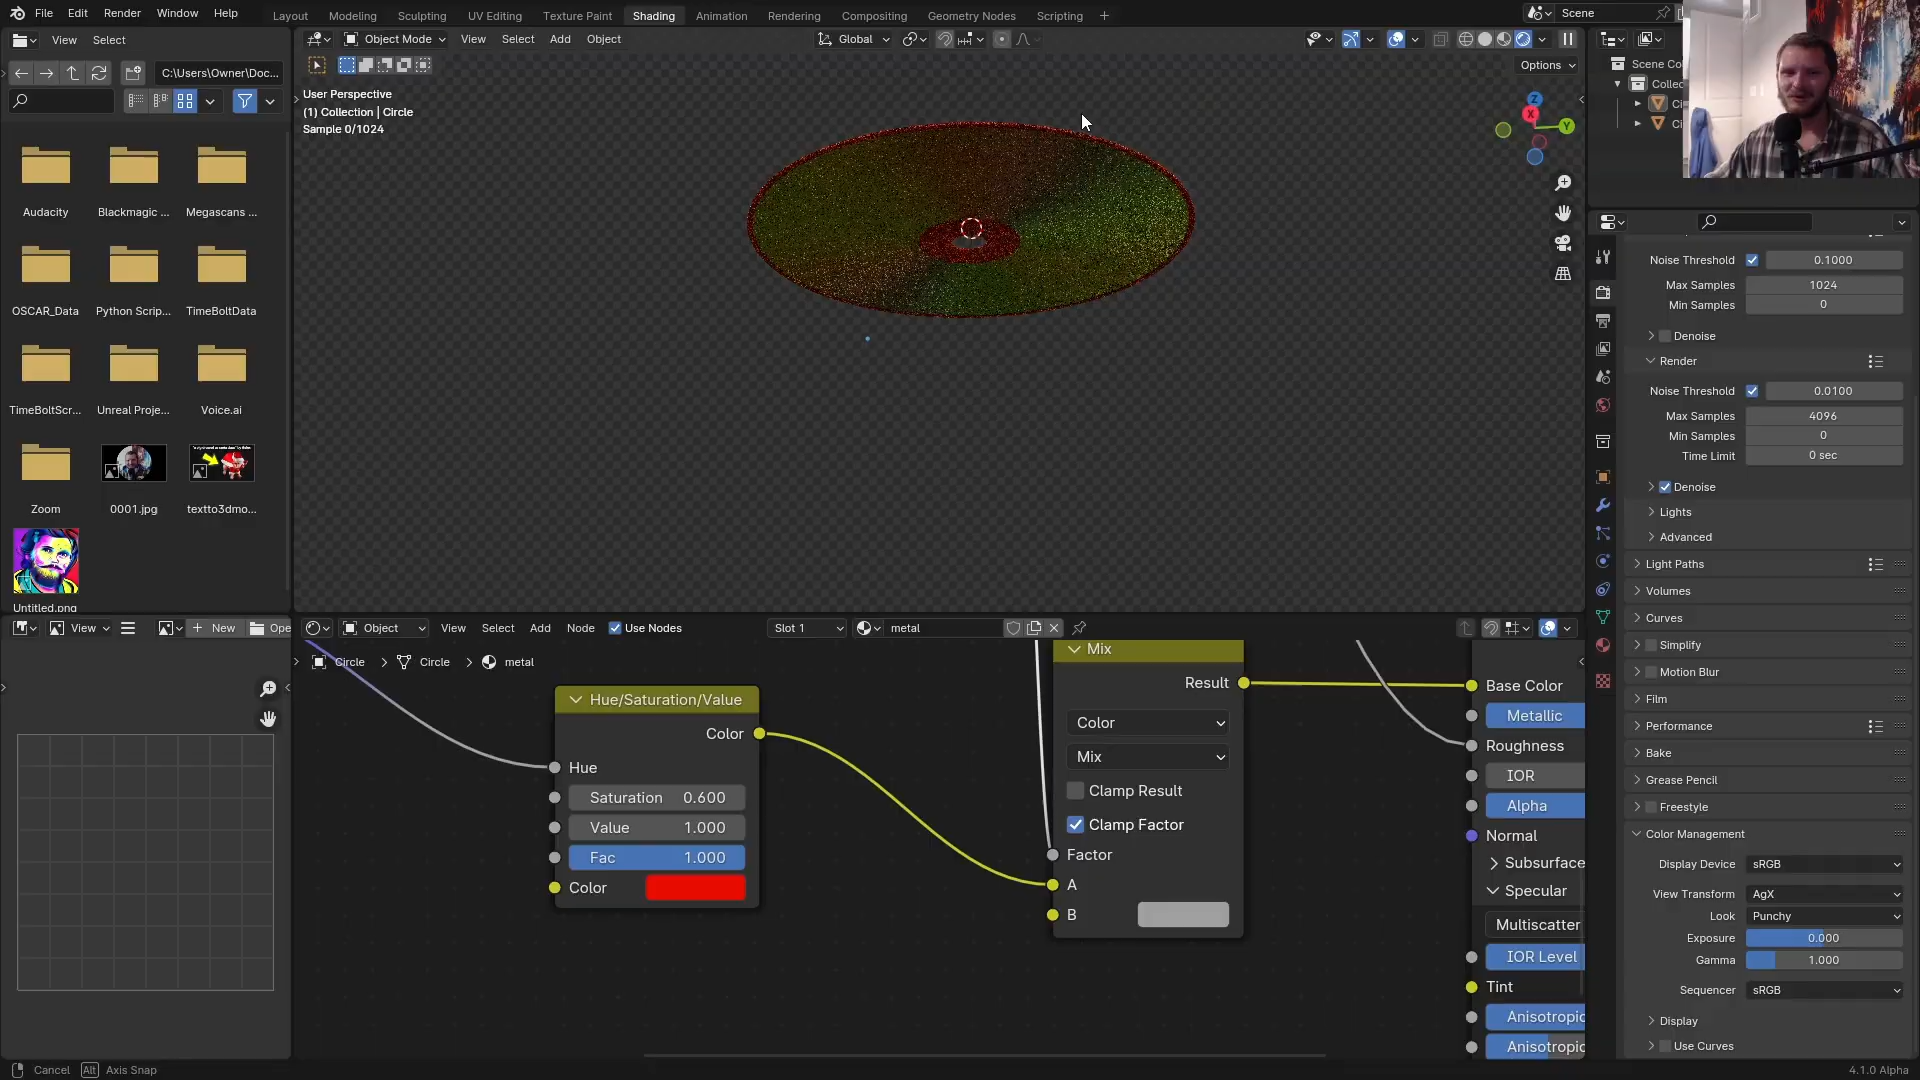 File Edit Render Window Help
Layout Modeling Sculpting UV Editing Texture Paint Shading Animation Rendering Compositing Geometry Nodes Scripting +
Scene
View Select
C:\Users\Owner\Doc...
Audacity Blackmagic ... Megascans ...
OSCAR_Data Python Scrip... TimeBoltData
TimeBoltScr... Unreal Proje... Voice.ai
Zoom 0001.jpg textto3dmo...
Untitled.png
Object Mode View Select Add Object Global
Options
User Perspective
(1) Collection | Circle
Sample 0/1024
Z
X
Y
Scene Co
Collec
Ci
Ci
Noise Threshold 0.1000
Max Samples 1024
Min Samples 0
Denoise
Render
Noise Threshold 0.0100
Max Samples 4096
Min Samples 0
Time Limit 0 sec
Denoise
Lights
Advanced
Light Paths
Volumes
Curves
Simplify
Motion Blur
Film
Performance
Bake
Grease Pencil
Freestyle
Color Management
Display Device sRGB
View Transform AgX
Look Punchy
Exposure 0.000
Gamma 1.000
Sequencer sRGB
Display
Use Curves
View New Ope
Object View Select Add Node Use Nodes Slot 1 metal
Circle > Circle > metal
Hue/Saturation/Value
Color
Hue
Saturation 0.600
Value 1.000
Fac 1.000
Color
Mix
Result
Color
Mix
Clamp Result
Clamp Factor
Factor
A
B
Base Color
Metallic
Roughness
IOR
Alpha
Normal
Subsurface
Specular
Multiscatter
IOR Level
Tint
Anisotropic
Anisotropic
Cancel Alt Axis Snap
4.1.0 Alpha